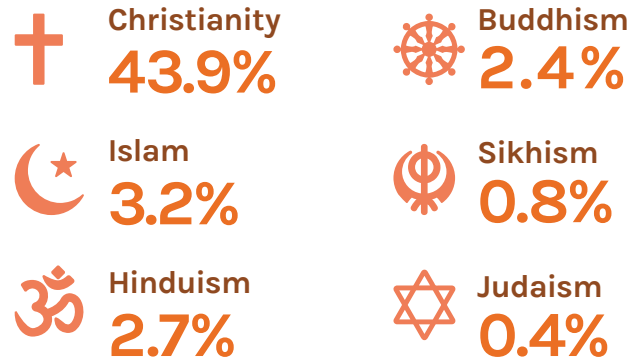 Christianity
43.9%
Islam
3.2%
Hinduism
2.7%
Buddhism
2.4%
Sikhism
0.8%
Judaism
0.4%